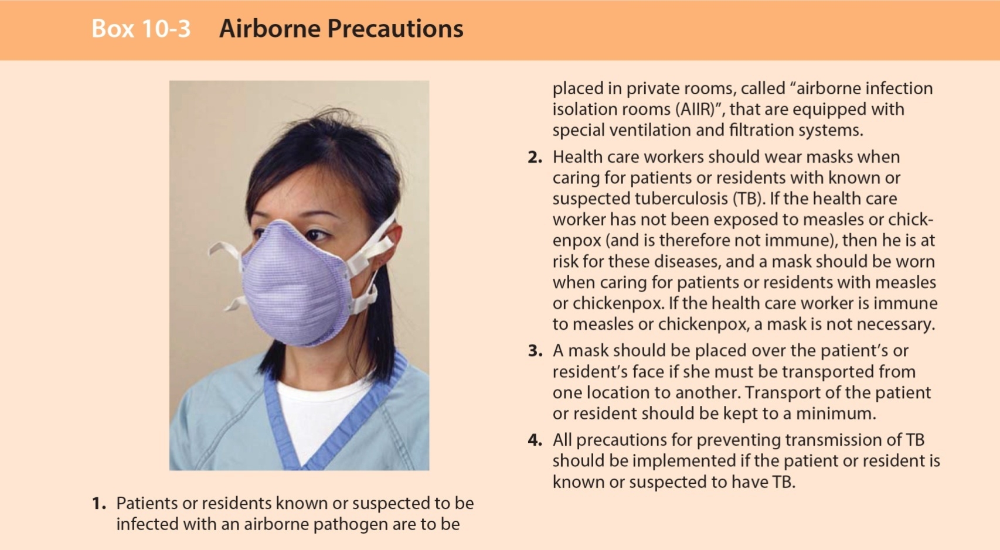 Box 10-3 Airborne Precautions
1. Patients or residents known or suspected to be
infected with an airborne pathogen are to be
placed in private rooms, called “airborne infection
isolation rooms (AIIR)”, that are equipped with
special ventilation and filtration systems.
2. Health care workers should wear masks when
caring for patients or residents with known or
suspected tuberculosis (TB). If the health care
worker has not been exposed to measles or chick-
enpox (and is therefore not immune), then he is at
risk for these diseases, and a mask should be worn
when caring for patients or residents with measles
or chickenpox. If the health care worker is immune
to measles or chickenpox, a mask is not necessary.
3. A mask should be placed over the patient’s or
resident’s face if she must be transported from
one location to another. Transport of the patient
or resident should be kept to a minimum.
4. All precautions for preventing transmission of TB
should be implemented if the patient or resident is
known or suspected to have TB.